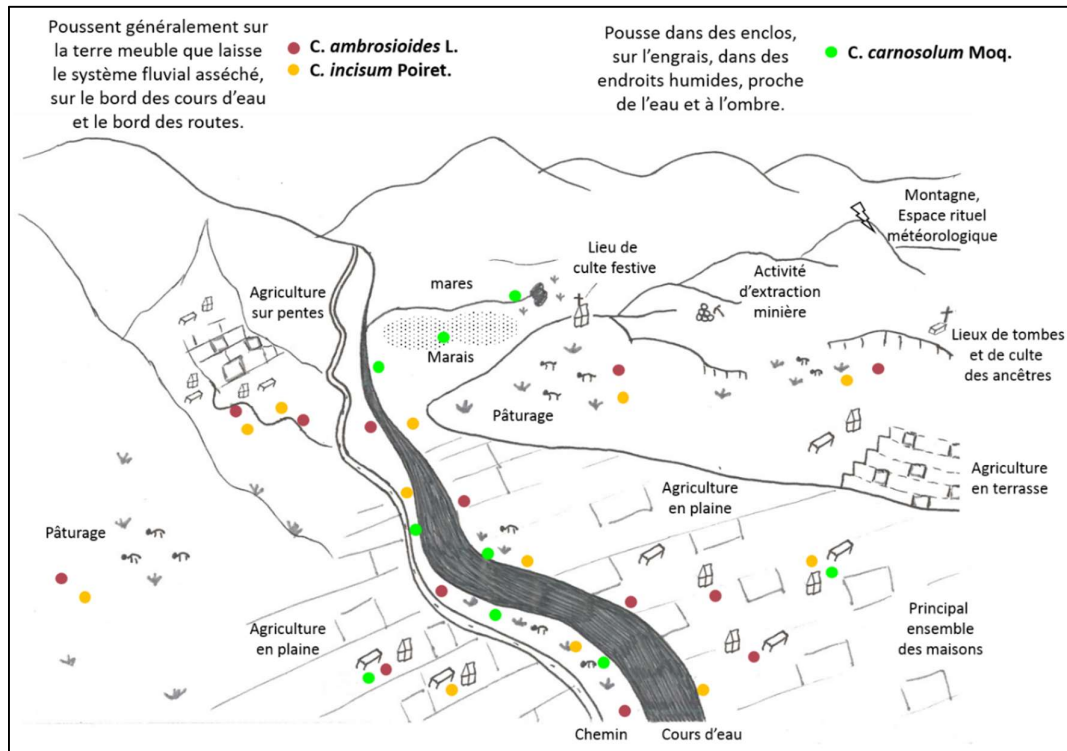 Poussent généralement sur
la terre meuble que laisse
le système fluvial asséché,
sur le bord des cours d'eau
et le bord des routes.
C. ambrosioides L.
C. incisum Poiret.
Pousse dans des enclos,
sur l'engrais, dans des
endroits humides, proche
de l'eau et à l'ombre.
C. carnosolum Moq.
Montagne,
Espace rituel
météorologique
Lieu de
culte festive
Activité
d'extraction
minière
mares
Agriculture
sur pentes
Marais
Lieux de tombes
et de culte
des ancêtres
Pâturage
Agriculture
en terrasse
Agriculture
en plaine
Pâturage
Agriculture
en plaine
Principal
ensemble
des maisons
Chemin
Cours d'eau